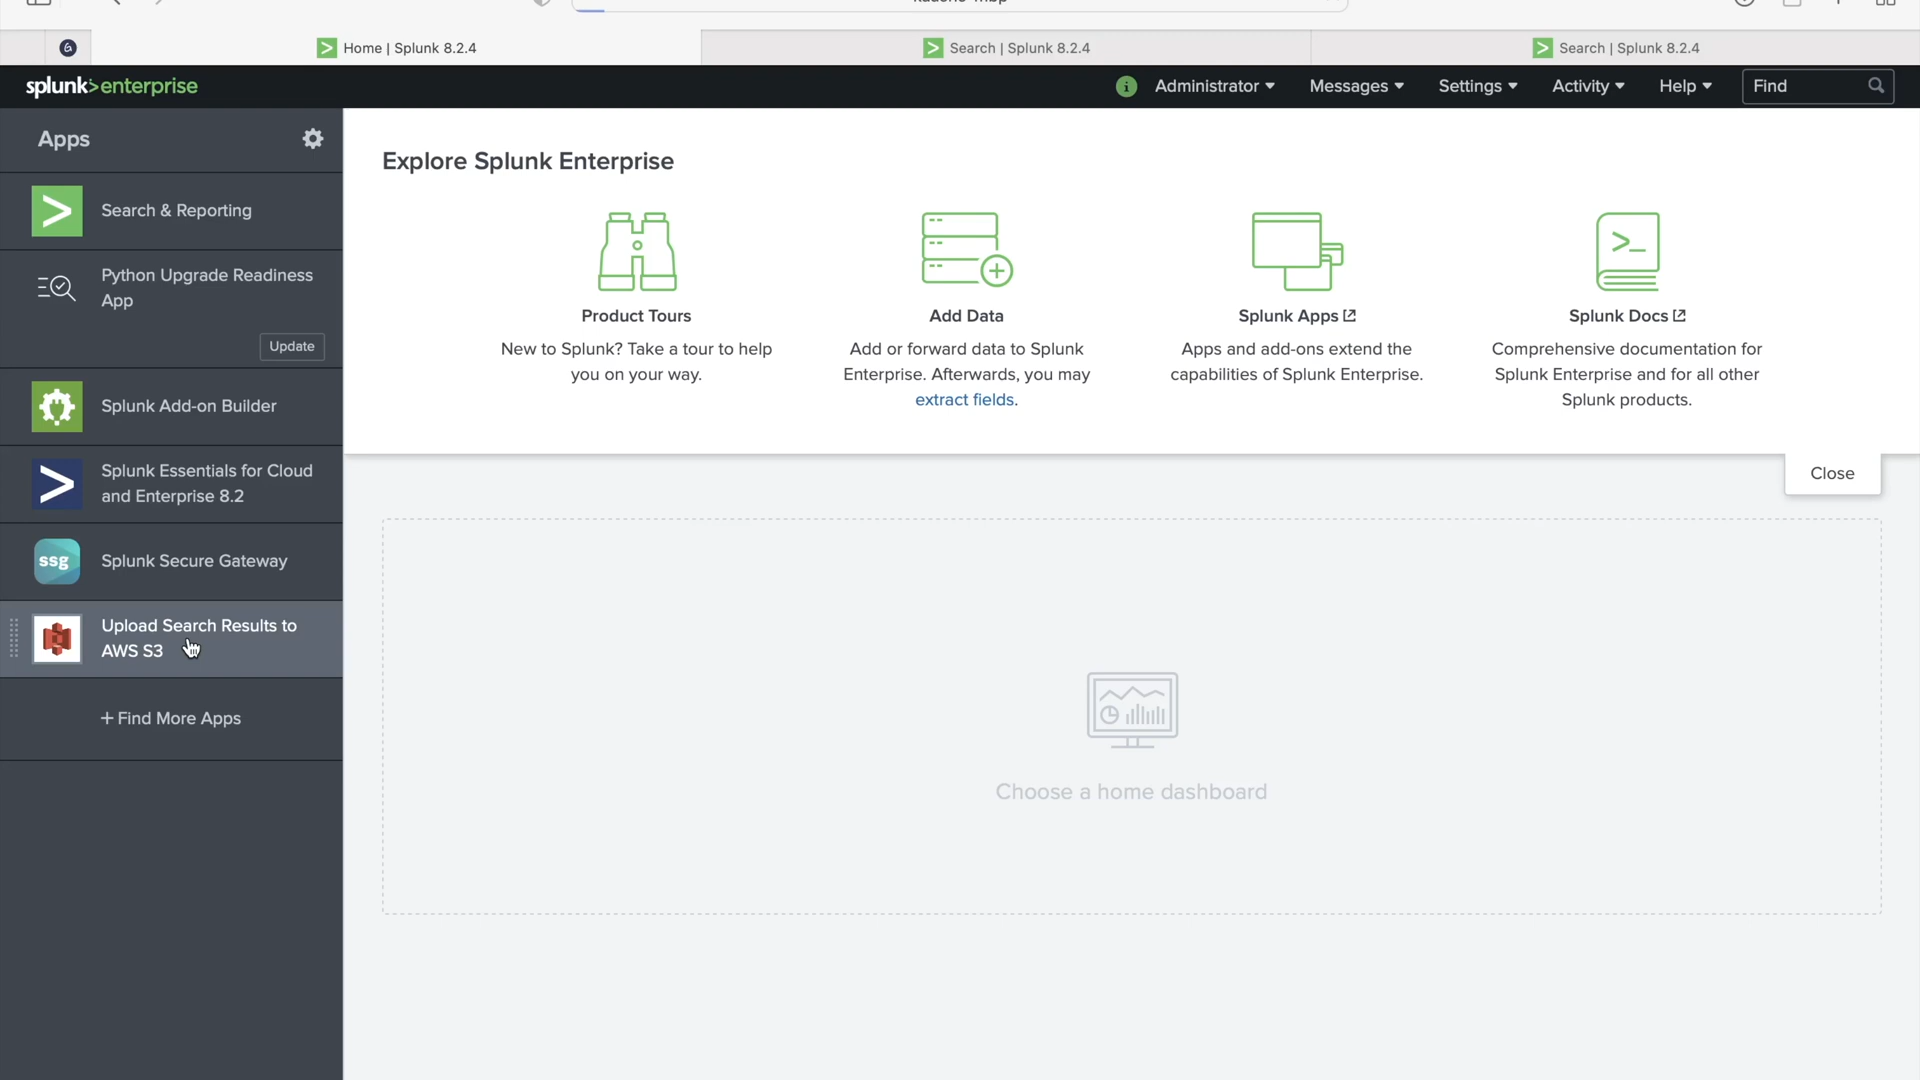 Home | Splunk 8.2.4
Search | Splunk 8.2.4
Search | Splunk 8.2.4
splunk>enterprise
Administrator
Messages
Settings
Activity
Help
Find
Apps
Search & Reporting
Python Upgrade Readiness
App
Update
Splunk Add-on Builder
Splunk Essentials for Cloud
and Enterprise 8.2
ssg
Splunk Secure Gateway
Upload Search Results to
AWS S3
+ Find More Apps
Explore Splunk Enterprise
Product Tours
New to Splunk? Take a tour to help
you on your way.
Add Data
Add or forward data to Splunk
Enterprise. Afterwards, you may
extract fields.
Splunk Apps
Apps and add-ons extend the
capabilities of Splunk Enterprise.
Splunk Docs
Comprehensive documentation for
Splunk Enterprise and for all other
Splunk products.
Close
Choose a home dashboard